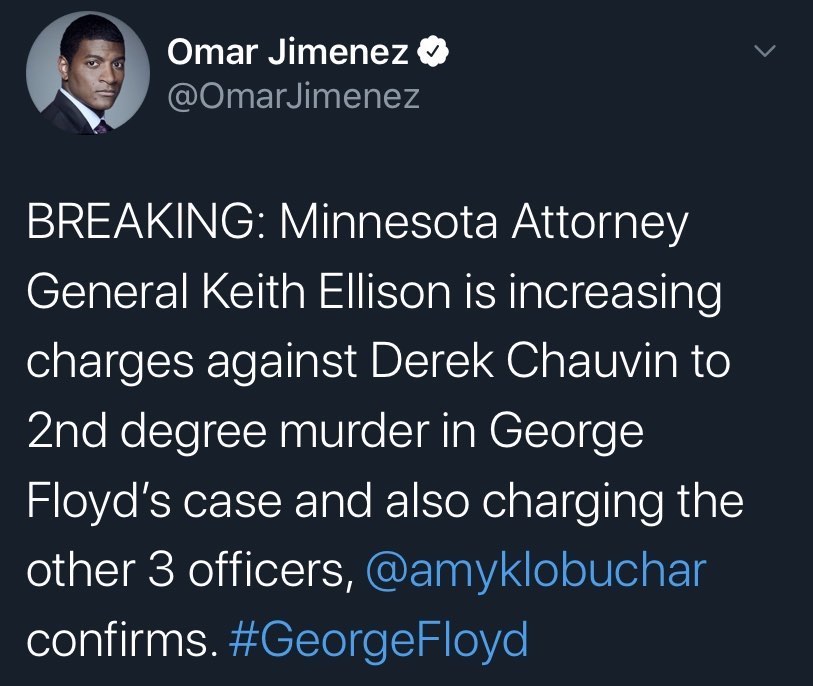 Omar Jimenez
@OmarJimenez
BREAKING: Minnesota Attorney
General Keith Ellison is increasing
charges against Derek Chauvin to
2nd degree murder in George
Floyd’s case and also charging the
other 3 officers, @amyklobuchar
confirms. #GeorgeFloyd